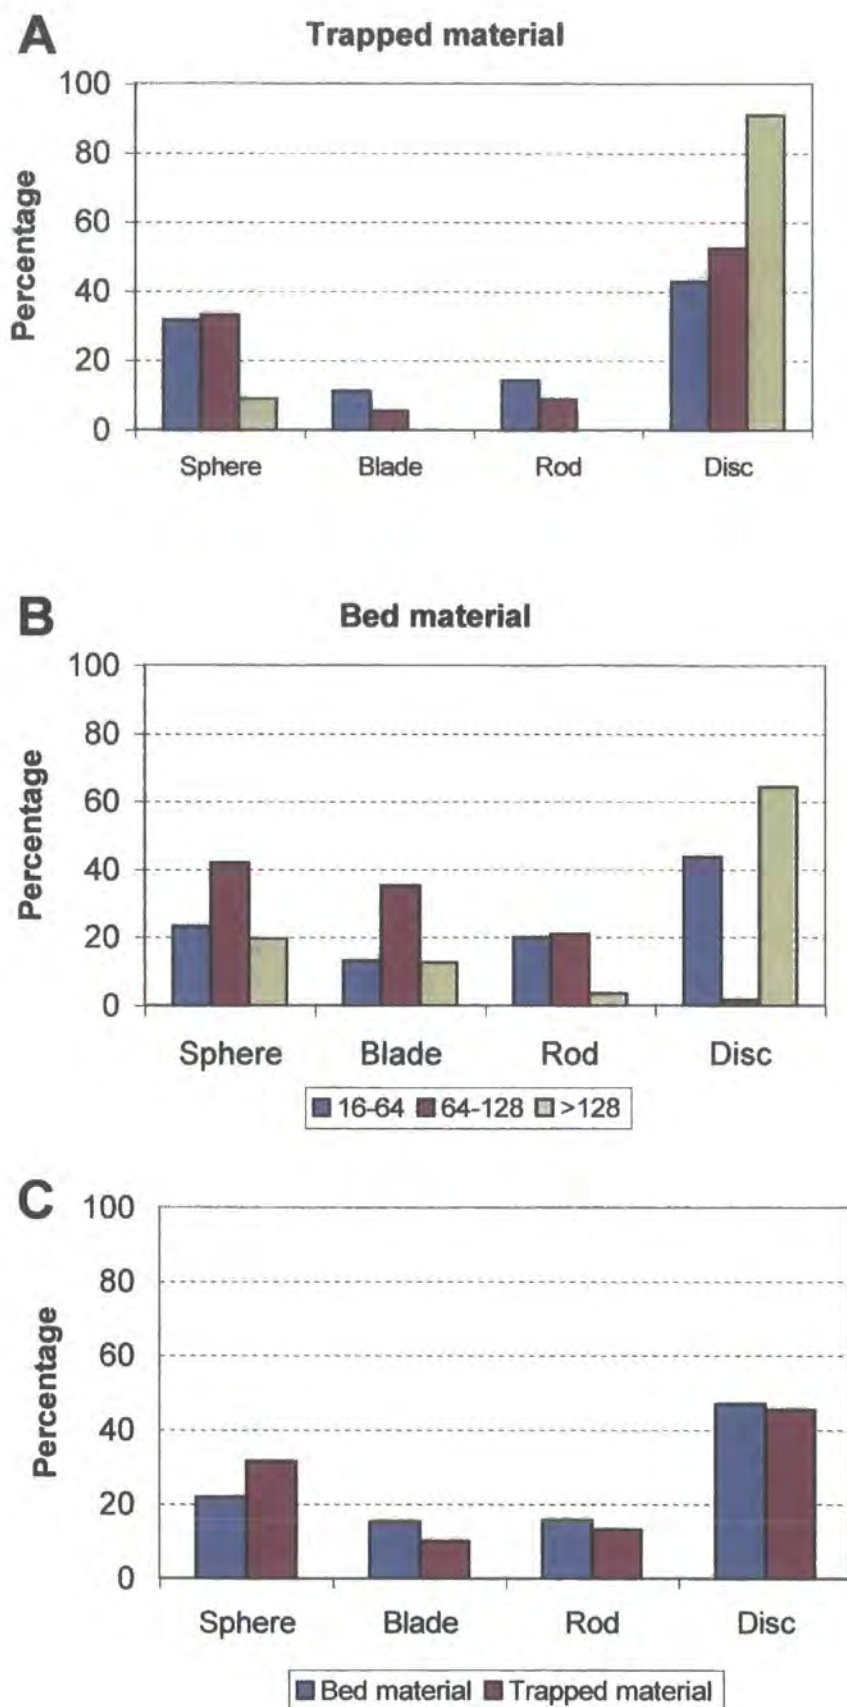 A
Trapped material
100
80
60
40
20
0
Percentage
Sphere Blade Rod Disc
B
Bed material
100
80
60
40
20
0
Percentage
Sphere Blade Rod Disc
16-64 64-128 >128
C
100
80
60
40
20
0
Percentage
Sphere Blade Rod Disc
Bed material Trapped material